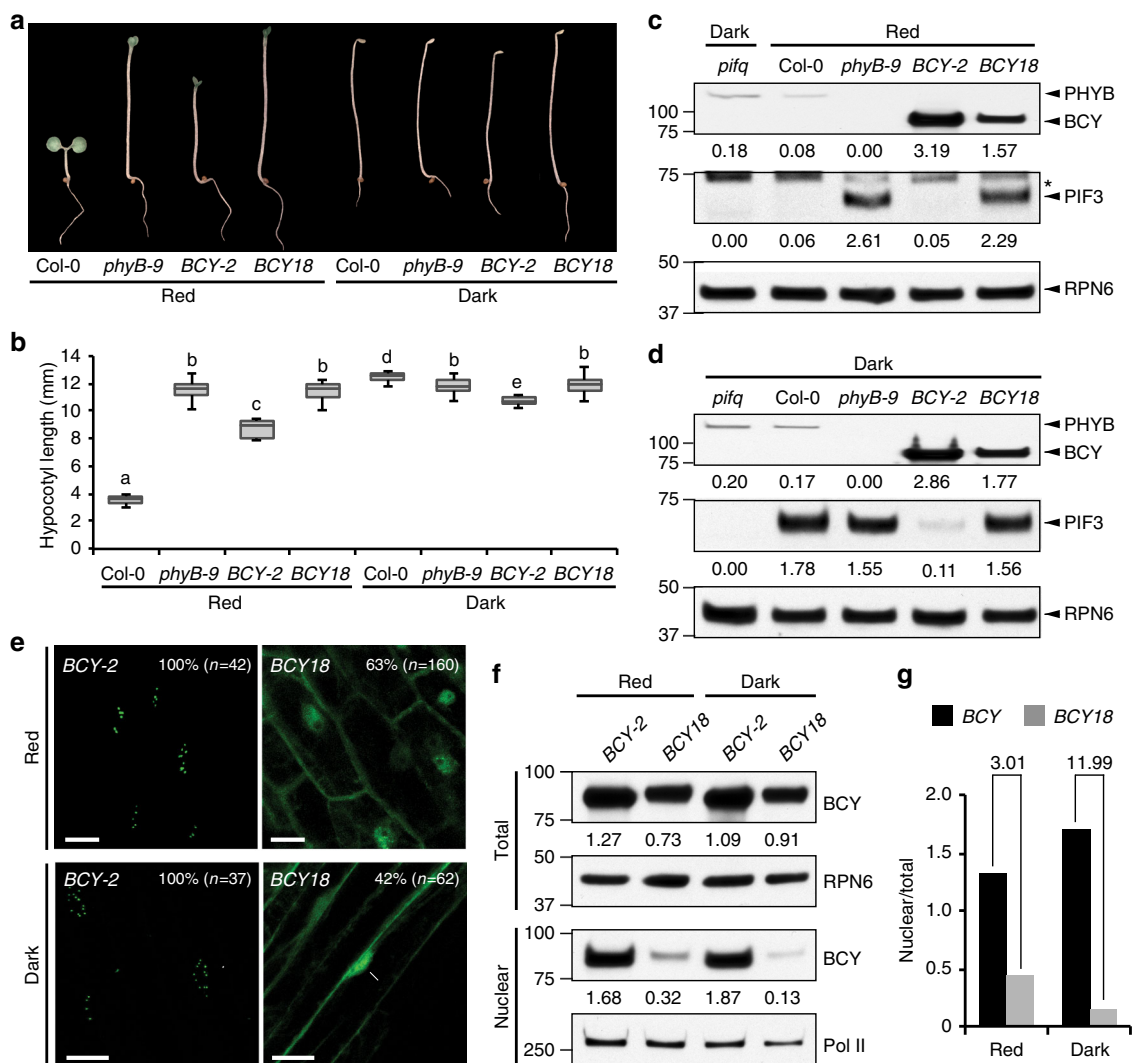 a
Col-0 phyB-9 BCY-2 BCY18 Col-0 phyB-9 BCY-2 BCY18
Red Dark
b
Hypocotyl length (mm)
14
12
10
8
6
4
2
0
a b c b d b e b
Col-0 phyB-9 BCY-2 BCY18 Col-0 phyB-9 BCY-2 BCY18
Red Dark
c
Dark Red
pifq Col-0 phyB-9 BCY-2 BCY18
100
75
PHYB
BCY
0.18 0.08 0.00 3.19 1.57
75
*
PIF3
0.00 0.06 2.61 0.05 2.29
50
37
RPN6
d
Dark
pifq Col-0 phyB-9 BCY-2 BCY18
100
75
PHYB
BCY
0.20 0.17 0.00 2.86 1.77
75
PIF3
0.00 1.78 1.55 0.11 1.56
50
37
RPN6
e
Red
BCY-2 100% (n=42)
BCY18 63% (n=160)
Dark
BCY-2 100% (n=37)
BCY18 42% (n=62)
f
Red Dark
BCY-2 BCY18 BCY-2 BCY18
Total
100
75
BCY
1.27 0.73 1.09 0.91
50
37
RPN6
Nuclear
100
75
BCY
1.68 0.32 1.87 0.13
250
Pol II
g
BCY BCY18
3.01 11.99
Nuclear/total
2.0
1.5
1.0
0.5
0
Red Dark